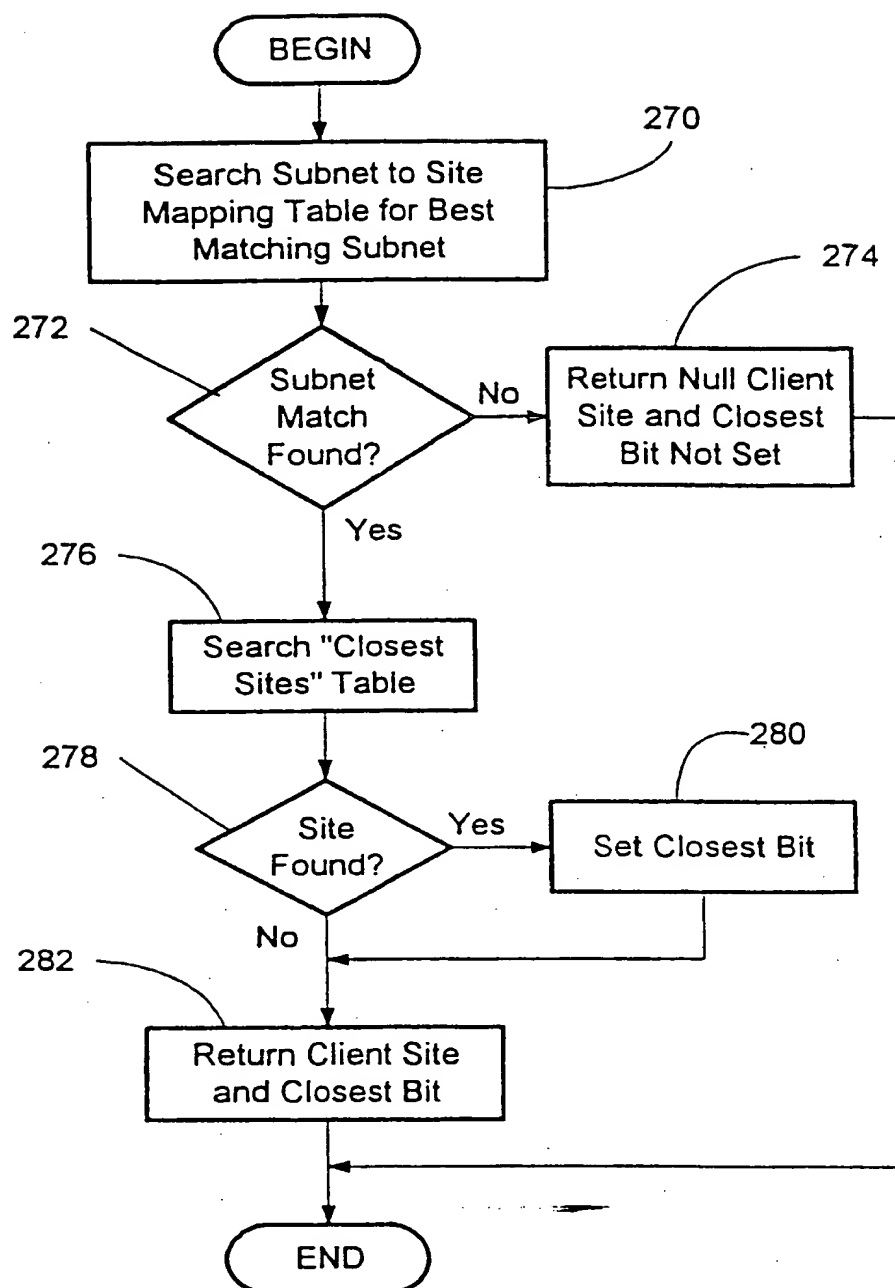 BEGIN
270
Search Subnet to Site
Mapping Table for Best
Matching Subnet
274
272
Subnet
Match
Found?
No
Return Null Client
Site and Closest
Bit Not Set
Yes
276
Search "Closest
Sites" Table
280
278
Site
Found?
Yes
Set Closest Bit
No
282
Return Client Site
and Closest Bit
END